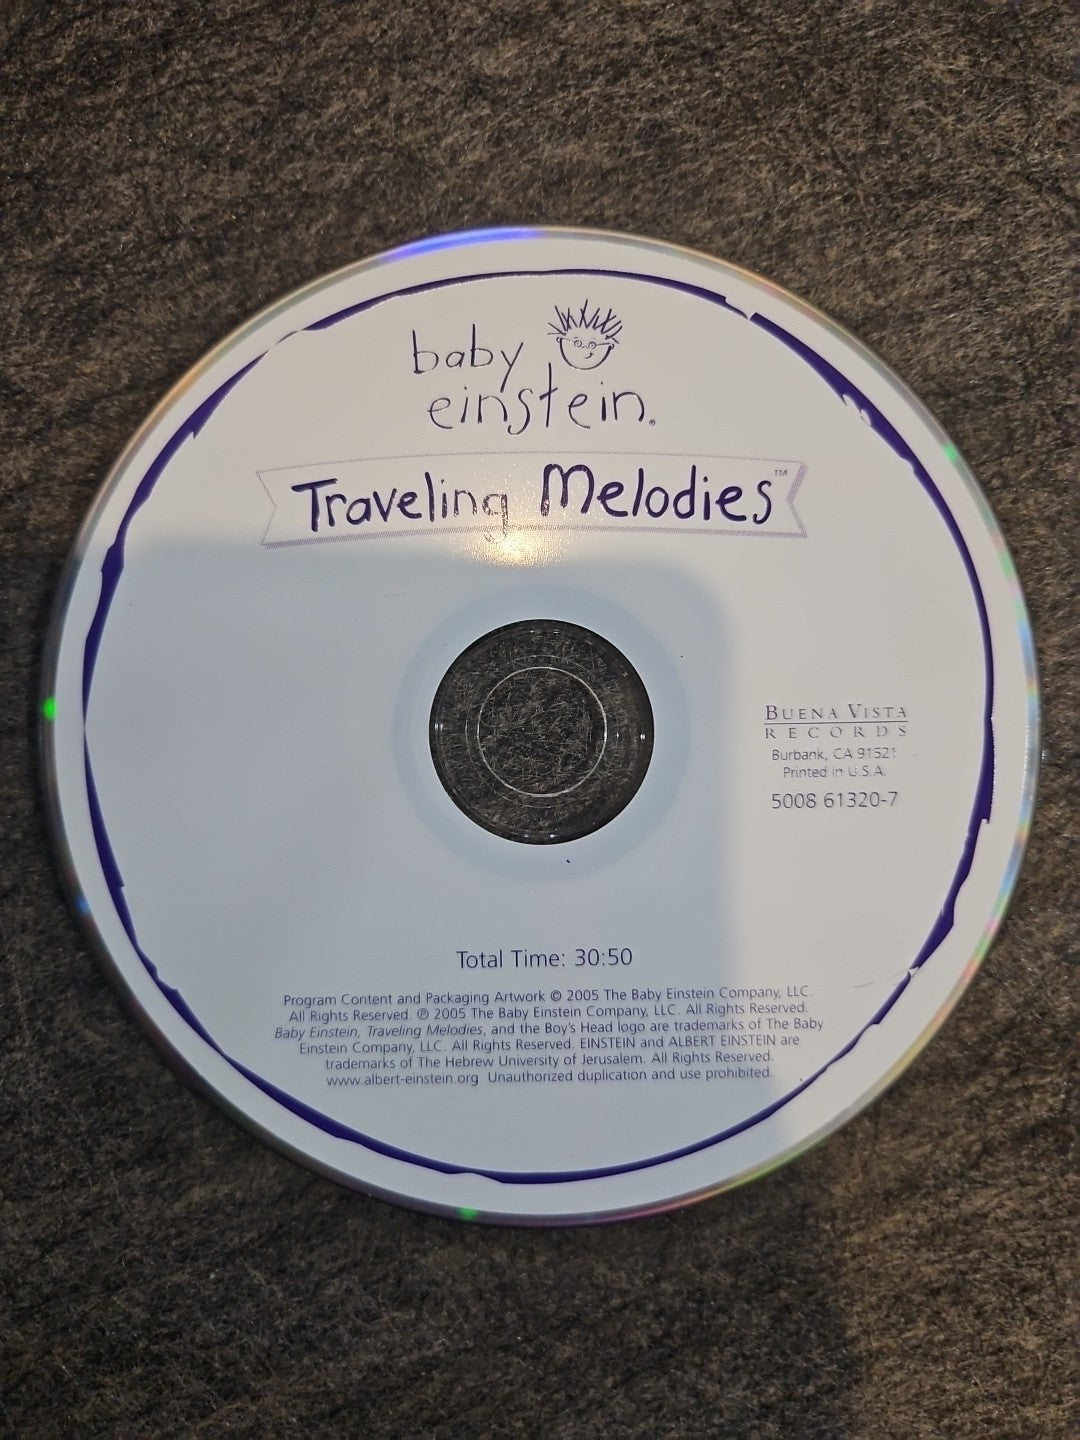 baby
einstein®
Traveling Melodies™
BUENA VISTA
RECORDS
Burbank, CA 91521
Printed in U.S.A.
5008 61320-7
Total Time: 30:50
Program Content and Packaging Artwork © 2005 The Baby Einstein Company, LLC.
All Rights Reserved. ℗ 2005 The Baby Einstein Company, LLC. All Rights Reserved.
Baby Einstein, Traveling Melodies, and the Boy's Head logo are trademarks of The Baby
Einstein Company, LLC. All Rights Reserved. EINSTEIN and ALBERT EINSTEIN are
trademarks of The Hebrew University of Jerusalem. All Rights Reserved.
www.albert-einstein.org Unauthorized duplication and use prohibited.